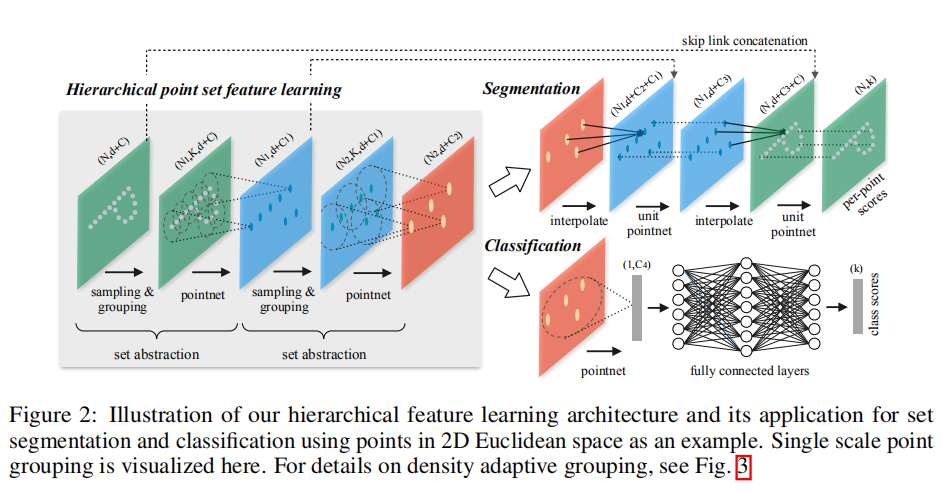 skip link concatenation
Hierarchical point set feature learning
Segmentation
(N,d+C)
(N1,K,d+C)
(N1,d+C1)
(N2,K,d+C1)
(N2,d+C2)
(N1,d+C2+C1)
(N1,d+C3)
(N,d+C3+C)
(N,k)
per-point
scores
interpolate
unit
pointnet
interpolate
unit
pointnet
sampling &
grouping
pointnet
sampling &
grouping
pointnet
set abstraction
set abstraction
Classification
(1,C4)
(k)
class scores
pointnet
fully connected layers
Figure 2: Illustration of our hierarchical feature learning architecture and its application for set
segmentation and classification using points in 2D Euclidean space as an example. Single scale point
grouping is visualized here. For details on density adaptive grouping, see Fig. 3